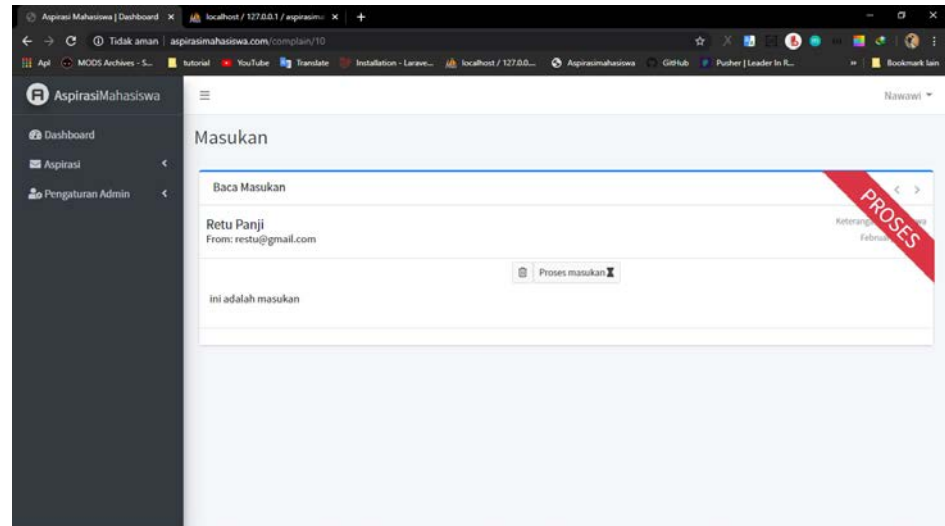 Aspirasi Mahasiswa | Dashboard
localhost / 127.0.0.1 / aspirasima
Tidak aman | aspirasimahasiswa.com/complain/10
Apl MODS Archives - S... tutorial YouTube Translate Installation - Larave... localhost / 127.0.0.... Aspirasimahasiswa GitHub Pusher | Leader In R... » Bookmark lain
AspirasiMahasiswa
Nawawi
Dashboard
Aspirasi
Pengaturan Admin
Masukan
Baca Masukan
PROSES
Retu Panji
From: restu@gmail.com
Proses masukan
ini adalah masukan